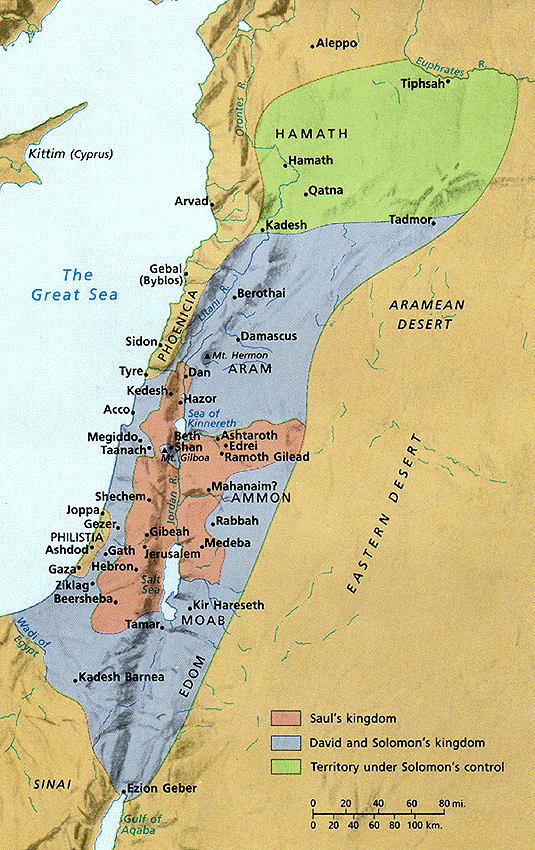 Aleppo
Euphrates R.
Tiphsah
Orontes R.
HAMATH
Hamath
Kittim (Cyprus)
Qatna
Arvad
Tadmor
Kadesh
The
Great Sea
Gebal
(Byblos)
Litani R.
Berothai
ARAMEAN
DESERT
PHOENICIA
Sidon
Damascus
Mt. Hermon
ARAM
Tyre
Dan
Kedesh
Hazor
Acco
Sea of
Kinnereth
Megiddo
Beth
Shan
Ashtaroth
Taanach
Edrei
Mt. Gilboa
Ramoth Gilead
EASTERN DESERT
Mahanaim?
AMMON
Shechem
Jordan R.
Joppa
Gezer
Rabbah
PHILISTIA
Gibeah
Ashdod
Gath
Jerusalem
Medeba
Gaza
Hebron
Ziklag
Salt
Sea
Beersheba
Kir Hareseth
MOAB
Tamar
Wadi of
Egypt
Kadesh Barnea
EDOM
Saul's kingdom
David and Solomon's kingdom
Territory under Solomon's control
SINAI
Ezion Geber
0 20 40 60 80 mi.
0 20 40 60 80 100 km.
Gulf of
Aqaba